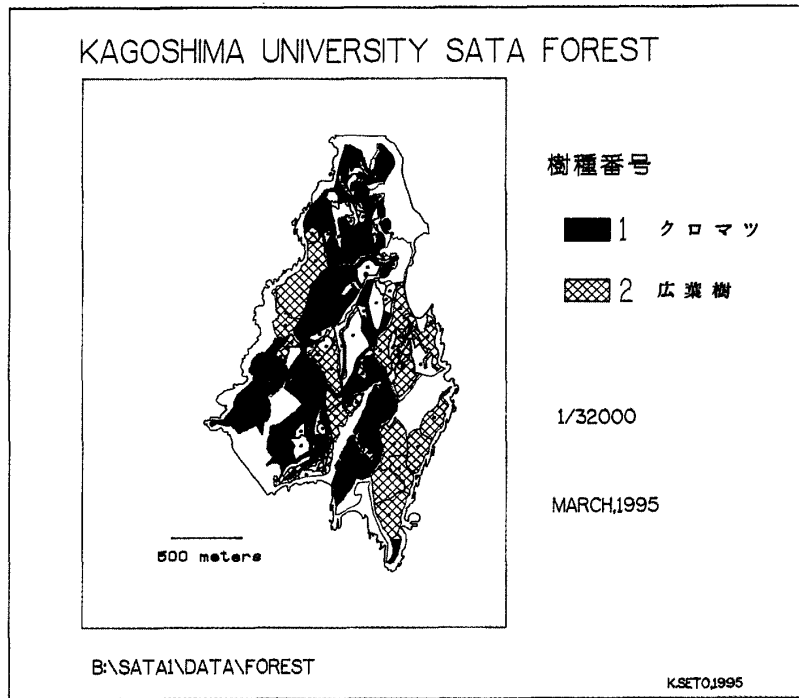 KAGOSHIMA UNIVERSITY SATA FOREST
樹種番号
1 クロマツ
2 広葉樹
1/32000
MARCH,1995
500 meters
B:\SATA1\DATA\FOREST
K.SETO,1995